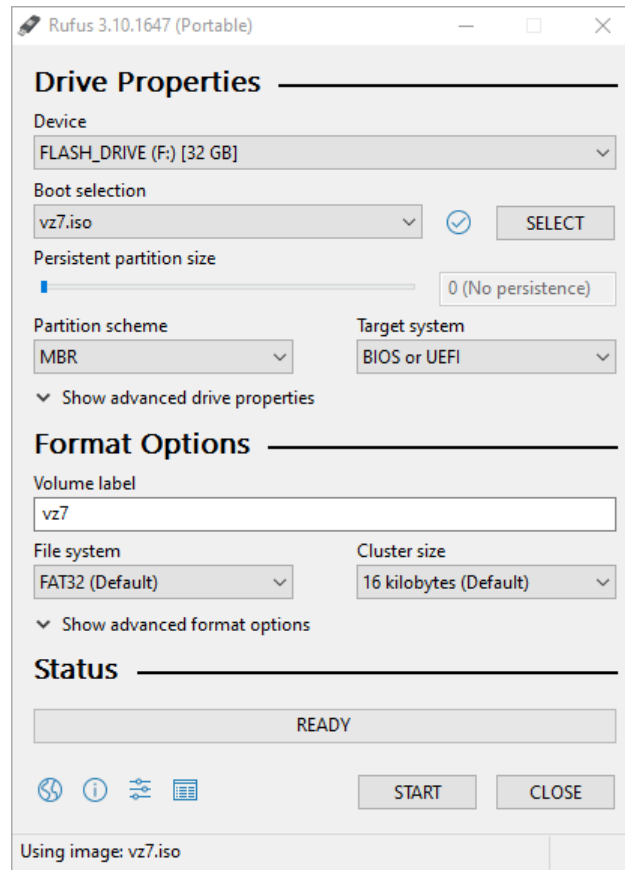 Rufus 3.10.1647 (Portable)
Drive Properties
Device
FLASH_DRIVE (F:) [32 GB]
Boot selection
vz7.iso
SELECT
Persistent partition size
0 (No persistence)
Partition scheme
Target system
MBR
BIOS or UEFI
Show advanced drive properties
Format Options
Volume label
vz7
File system
Cluster size
FAT32 (Default)
16 kilobytes (Default)
Show advanced format options
Status
READY
START
CLOSE
Using image: vz7.iso